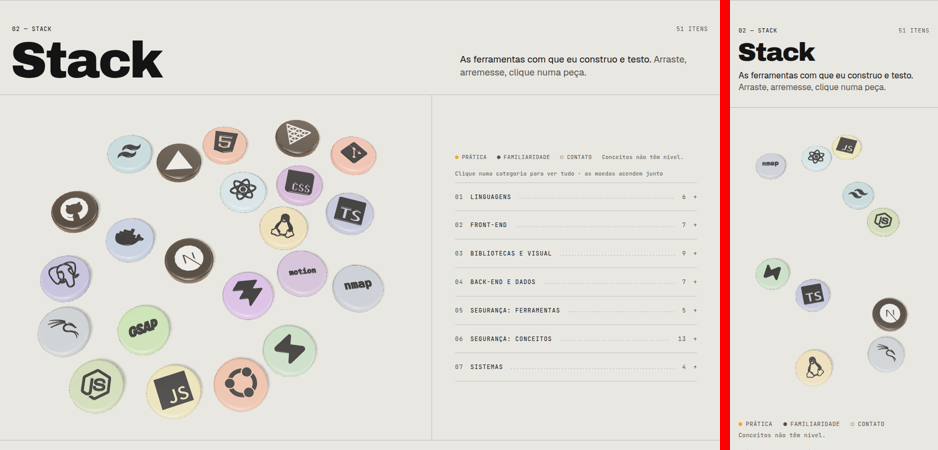 02 — STACK
51 ITENS
Stack
As ferramentas com que eu construo e testo. Arraste,
arremesse, clique numa peça.
5
CSS
TS
N
motion
nmap
GSAP
JS
JS
PRÁTICA FAMILIARIDADE CONTATO Conceitos não têm nível.
Clique numa categoria para ver tudo · as moedas acendem junto
01 LINGUAGENS 6 +
02 FRONT-END 7 +
03 BIBLIOTECAS E VISUAL 9 +
04 BACK-END E DADOS 7 +
05 SEGURANÇA: FERRAMENTAS 5 +
06 SEGURANÇA: CONCEITOS 13 +
07 SISTEMAS 4 +
02 — STACK
51 ITENS
Stack
As ferramentas com que eu construo e testo.
Arraste, arremesse, clique numa peça.
JS
nmap
JS
TS
N
PRÁTICA FAMILIARIDADE CONTATO
Conceitos não têm nível.